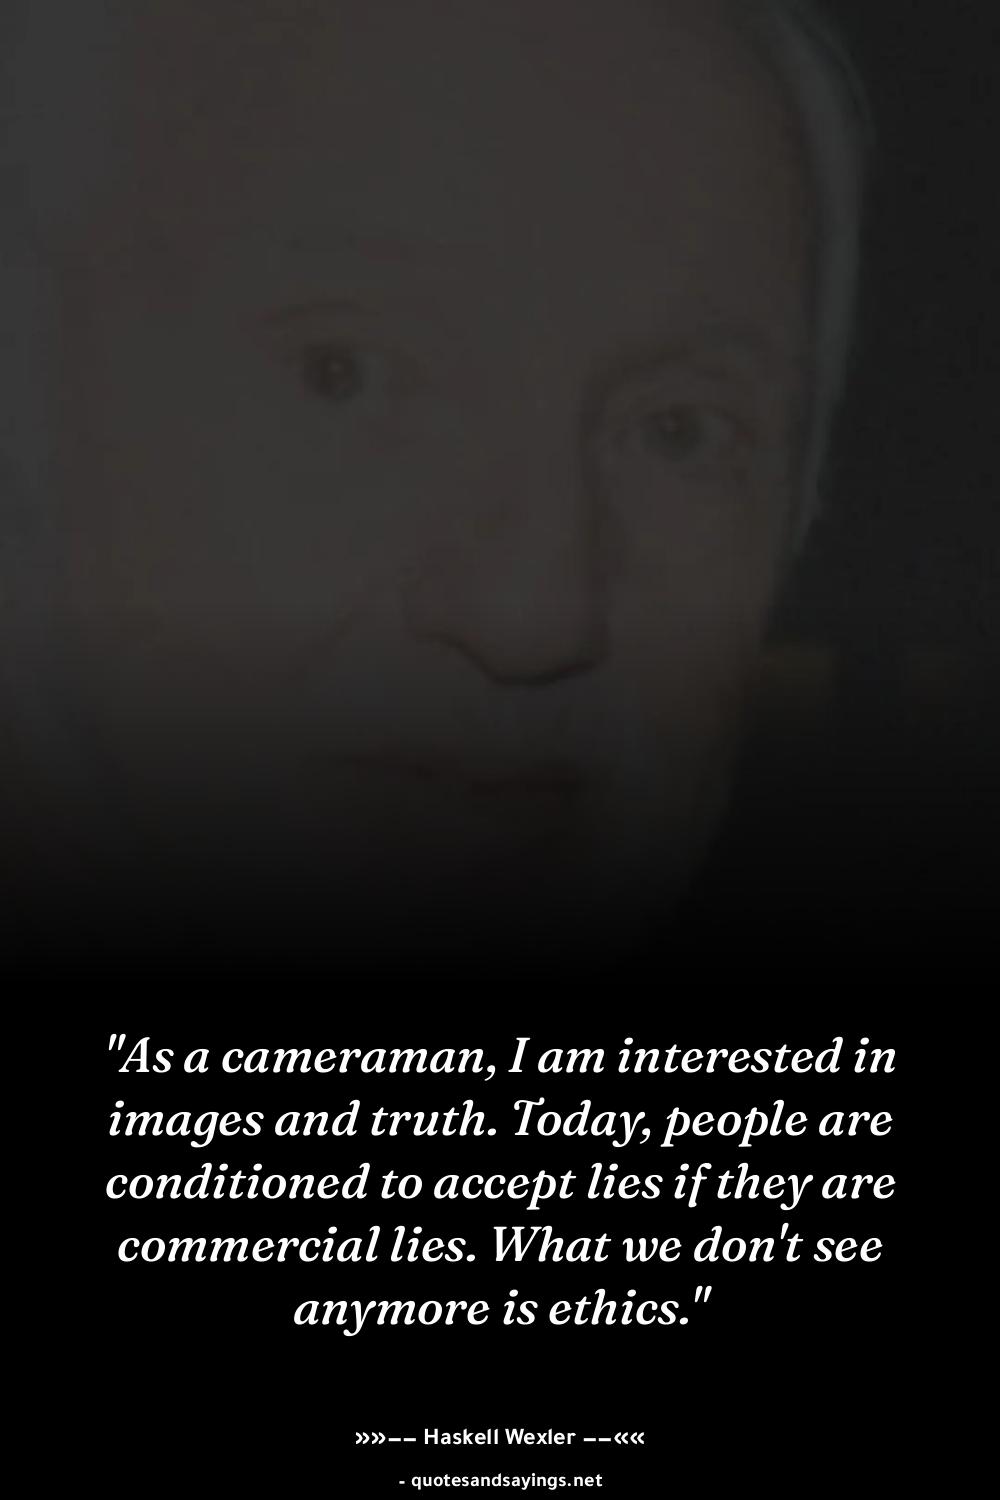 "As a cameraman, I am interested in
images and truth. Today, people are
conditioned to accept lies if they are
commercial lies. What we don't see
anymore is ethics."
»»−− Haskell Wexler −−««
- quotesandsayings.net